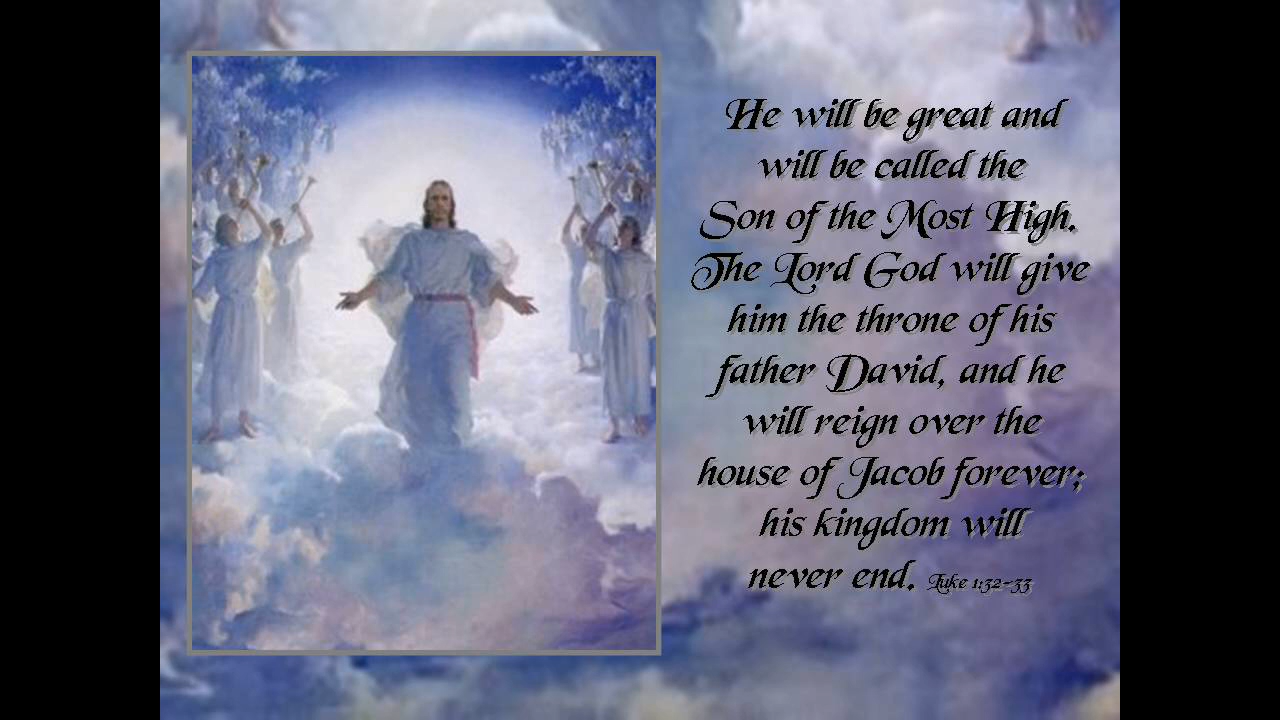 He will be great and
will be called the
Son of the Most High.
The Lord God will give
him the throne of his
father David, and he
will reign over the
house of Jacob forever;
his kingdom will
never end. Luke 1:32-33